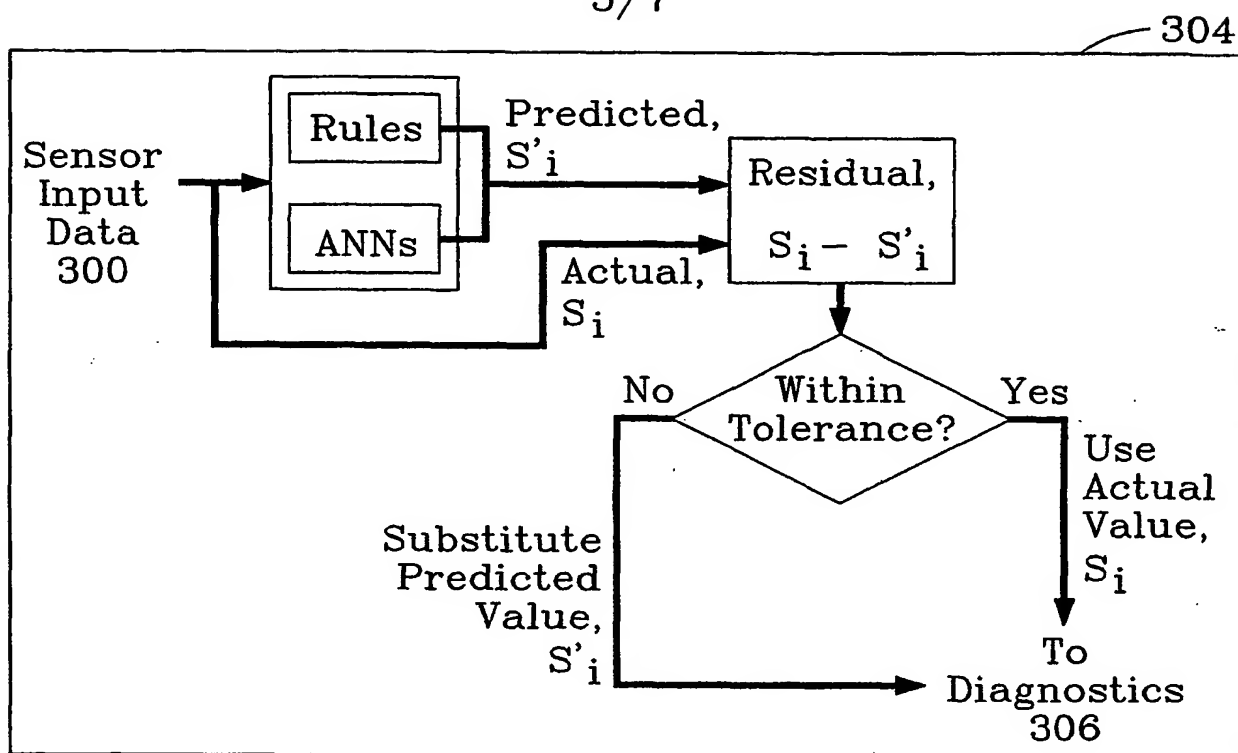 304
Sensor
Input
Data
300
Rules
ANNs
Predicted,
S'i
Actual,
Si
Residual,
Si - S'i
Within
Tolerance?
No
Yes
Substitute
Predicted
Value,
S'i
Use
Actual
Value,
Si
To
Diagnostics
306